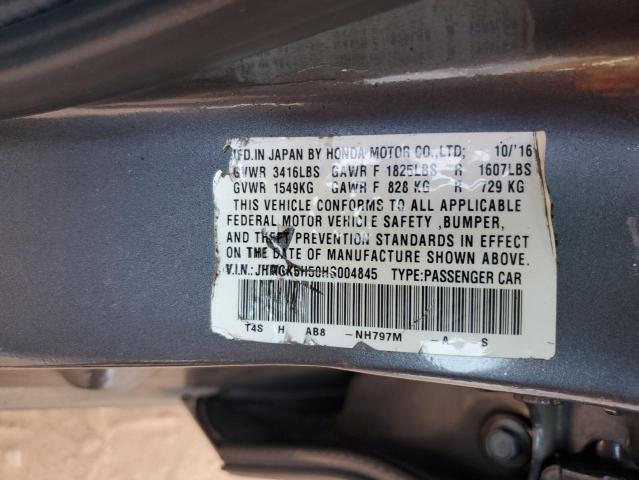 MFD.IN JAPAN BY HONDA MOTOR CO.,LTD. 10/'16
GVWR 3416LBS GAWR F 1825LBS R 1607LBS
GVWR 1549KG GAWR F 828 KG R 729 KG
THIS VEHICLE CONFORMS TO ALL APPLICABLE
FEDERAL MOTOR VEHICLE SAFETY ,BUMPER,
AND THEFT PREVENTION STANDARDS IN EFFECT
ON THE DATE OF MANUFACTURE SHOWN ABOVE.
V.I.N.: TYPE:PASSENGER CAR
T4S H AB8 -NH797M -A S